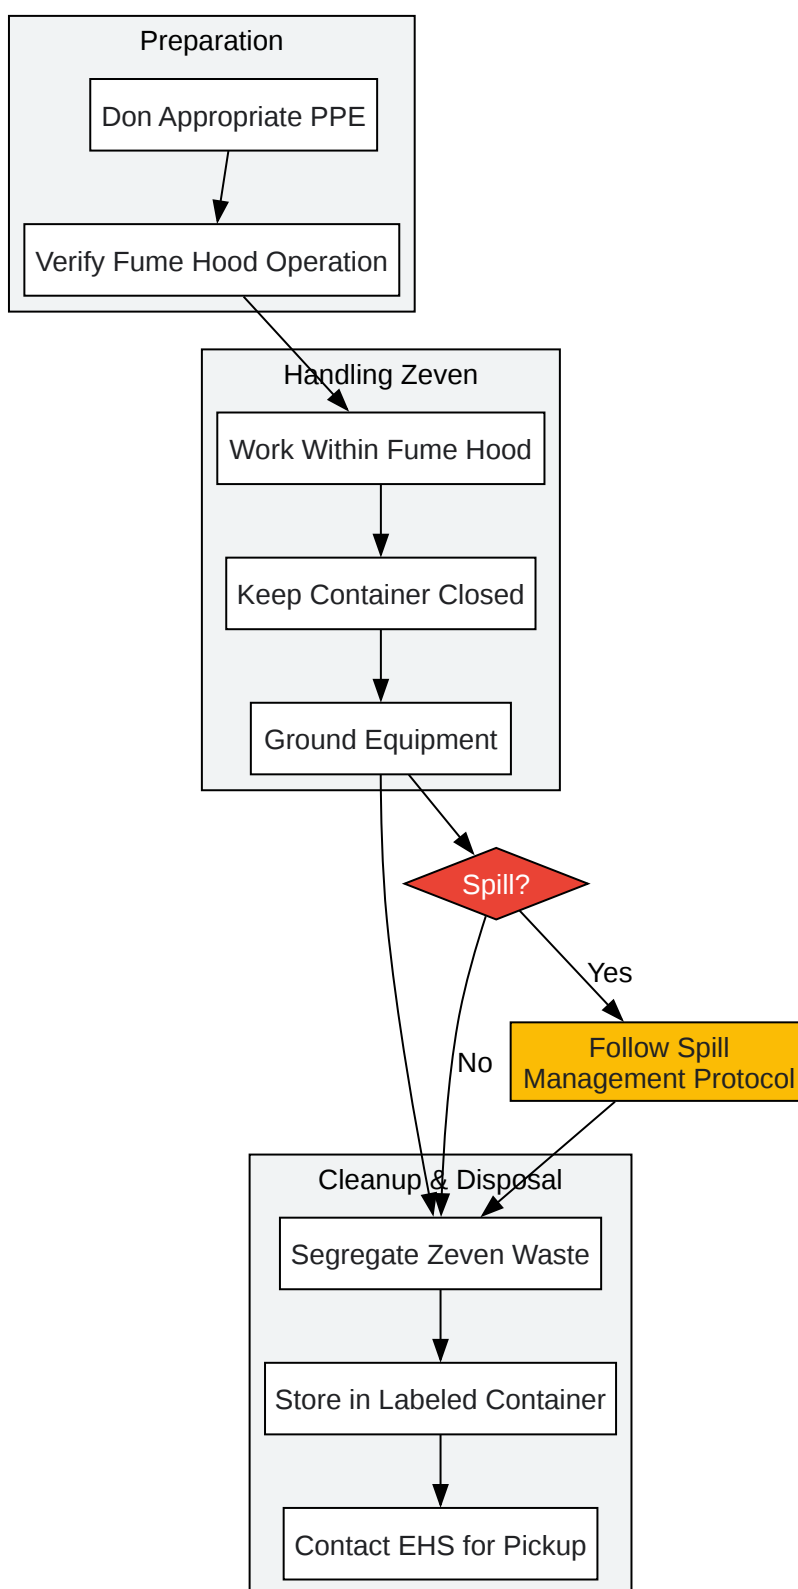 Preparation
Don Appropriate PPE
Verify Fume Hood Operation
Handling Zeven
Work Within Fume Hood
Keep Container Closed
Ground Equipment
Spill?
Yes
Follow Spill
Management Protocol
No
Cleanup & Disposal
Segregate Zeven Waste
Store in Labeled Container
Contact EHS for Pickup